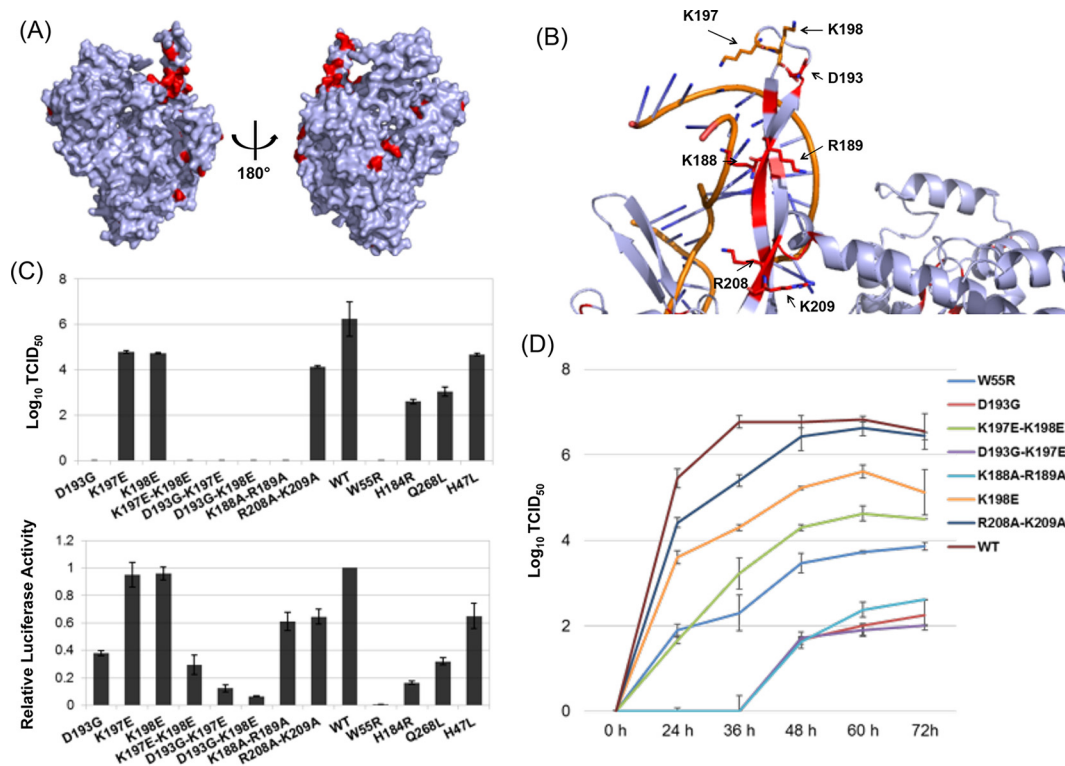 (A)
180°
(B)
K197
K198
D193
K188
R189
R208
K209
(C)
Log10 TCID50
6
4
2
0
D193G
K197E
K198E
K197E-K198E
D193G-K197E
D193G-K198E
K188A-R189A
R208A-K209A
WT
W55R
H184R
Q268L
H47L
Relative Luciferase Activity
1.2
1
0.8
0.6
0.4
0.2
0
D193G
K197E
K198E
K197E-K198E
D193G-K197E
D193G-K198E
K188A-R189A
R208A-K209A
WT
W55R
H184R
Q268L
H47L
(D)
Log10 TCID50
8
6
4
2
0
0 h
24 h
36 h
48 h
60 h
72h
W55R
D193G
K197E-K198E
D193G-K197E
K188A-R189A
K198E
R208A-K209A
WT